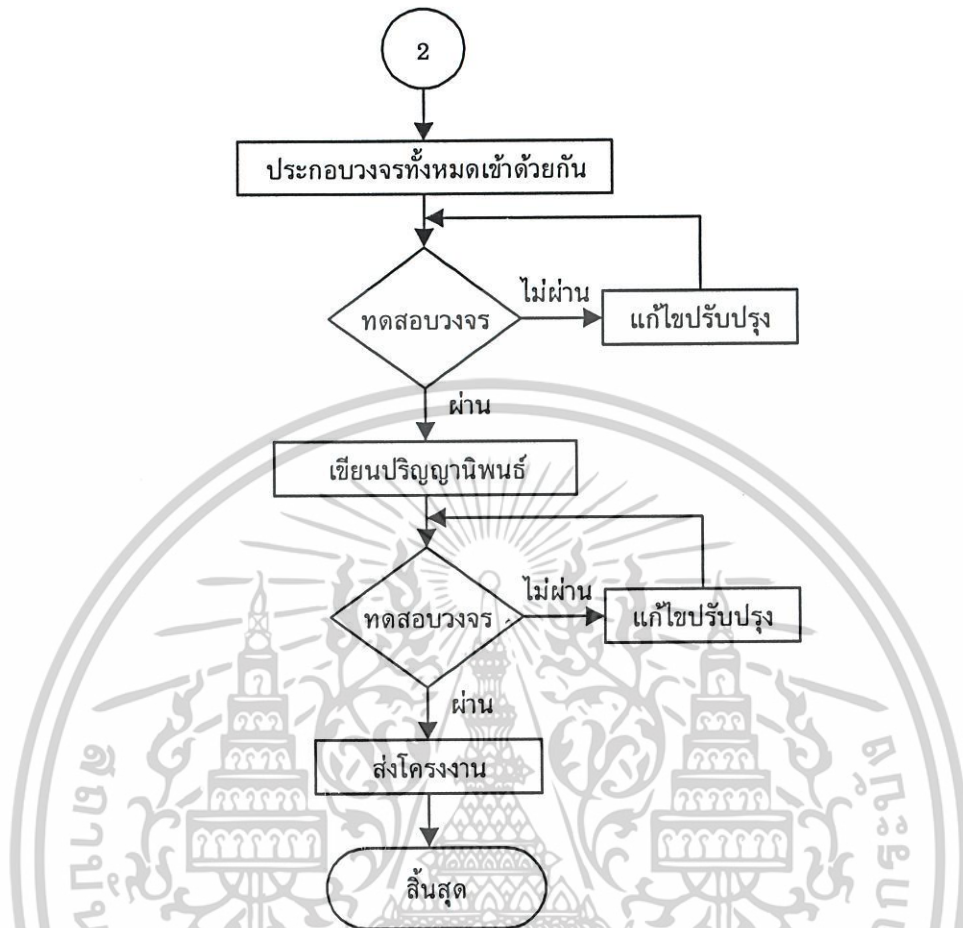 2
ประกอบวงจรทั้งหมดเข้าด้วยกัน
ทดสอบวงจร
ไม่ผ่าน
แก้ไขปรับปรุง
ผ่าน
เขียนปริญญานิพนธ์
ทดสอบวงจร
ไม่ผ่าน
แก้ไขปรับปรุง
ผ่าน
ส่งโครงงาน
สิ้นสุด